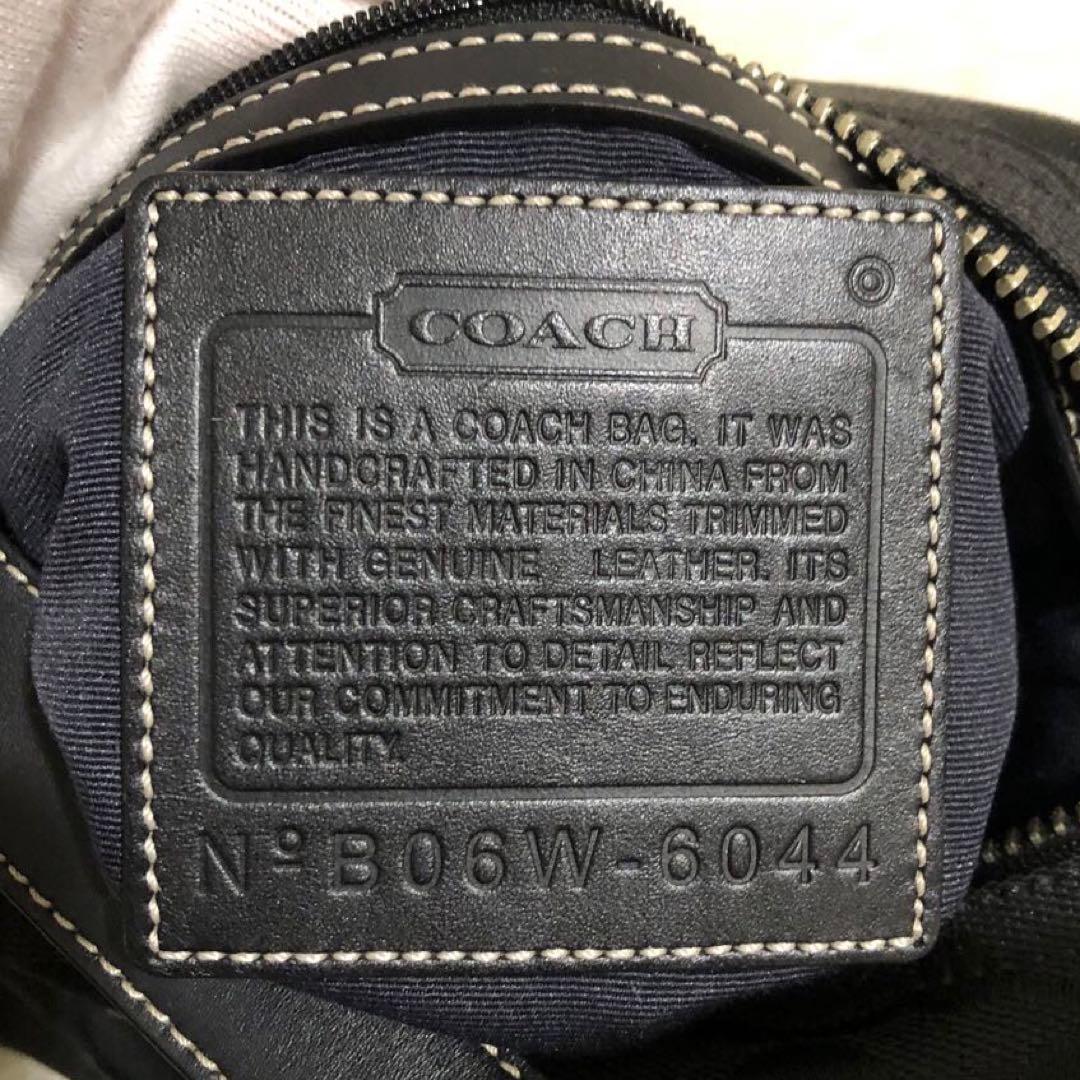 COACH
THIS IS A COACH BAG. IT WAS
HANDCRAFTED IN CHINA FROM
THE FINEST MATERIALS TRIMMED
WITH GENUINE LEATHER. ITS
SUPERIOR CRAFTSMANSHIP AND
ATTENTION TO DETAIL REFLECT
OUR COMMITMENT TO ENDURING
QUALITY.
Nº B06W-6044